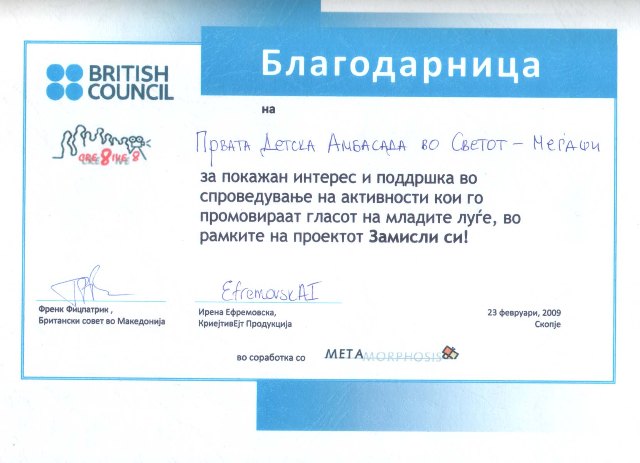 BRITISH
COUNCIL
Благодарница
на
CRE8IVE8
Првата Детска Амбасада во Светот – Меѓаши
за покажан интерес и поддршка во
спроведување на активности кои го
промовираат гласот на младите луѓе, во
рамките на проектот Замисли си!
EfremovskAI
Френк Фицпатрик ,
Британски совет во Македонија
Ирена Ефремовска,
КриејтивЕјт Продукција
23 февруари, 2009
Скопје
во соработка со
METAMORPHOSIS